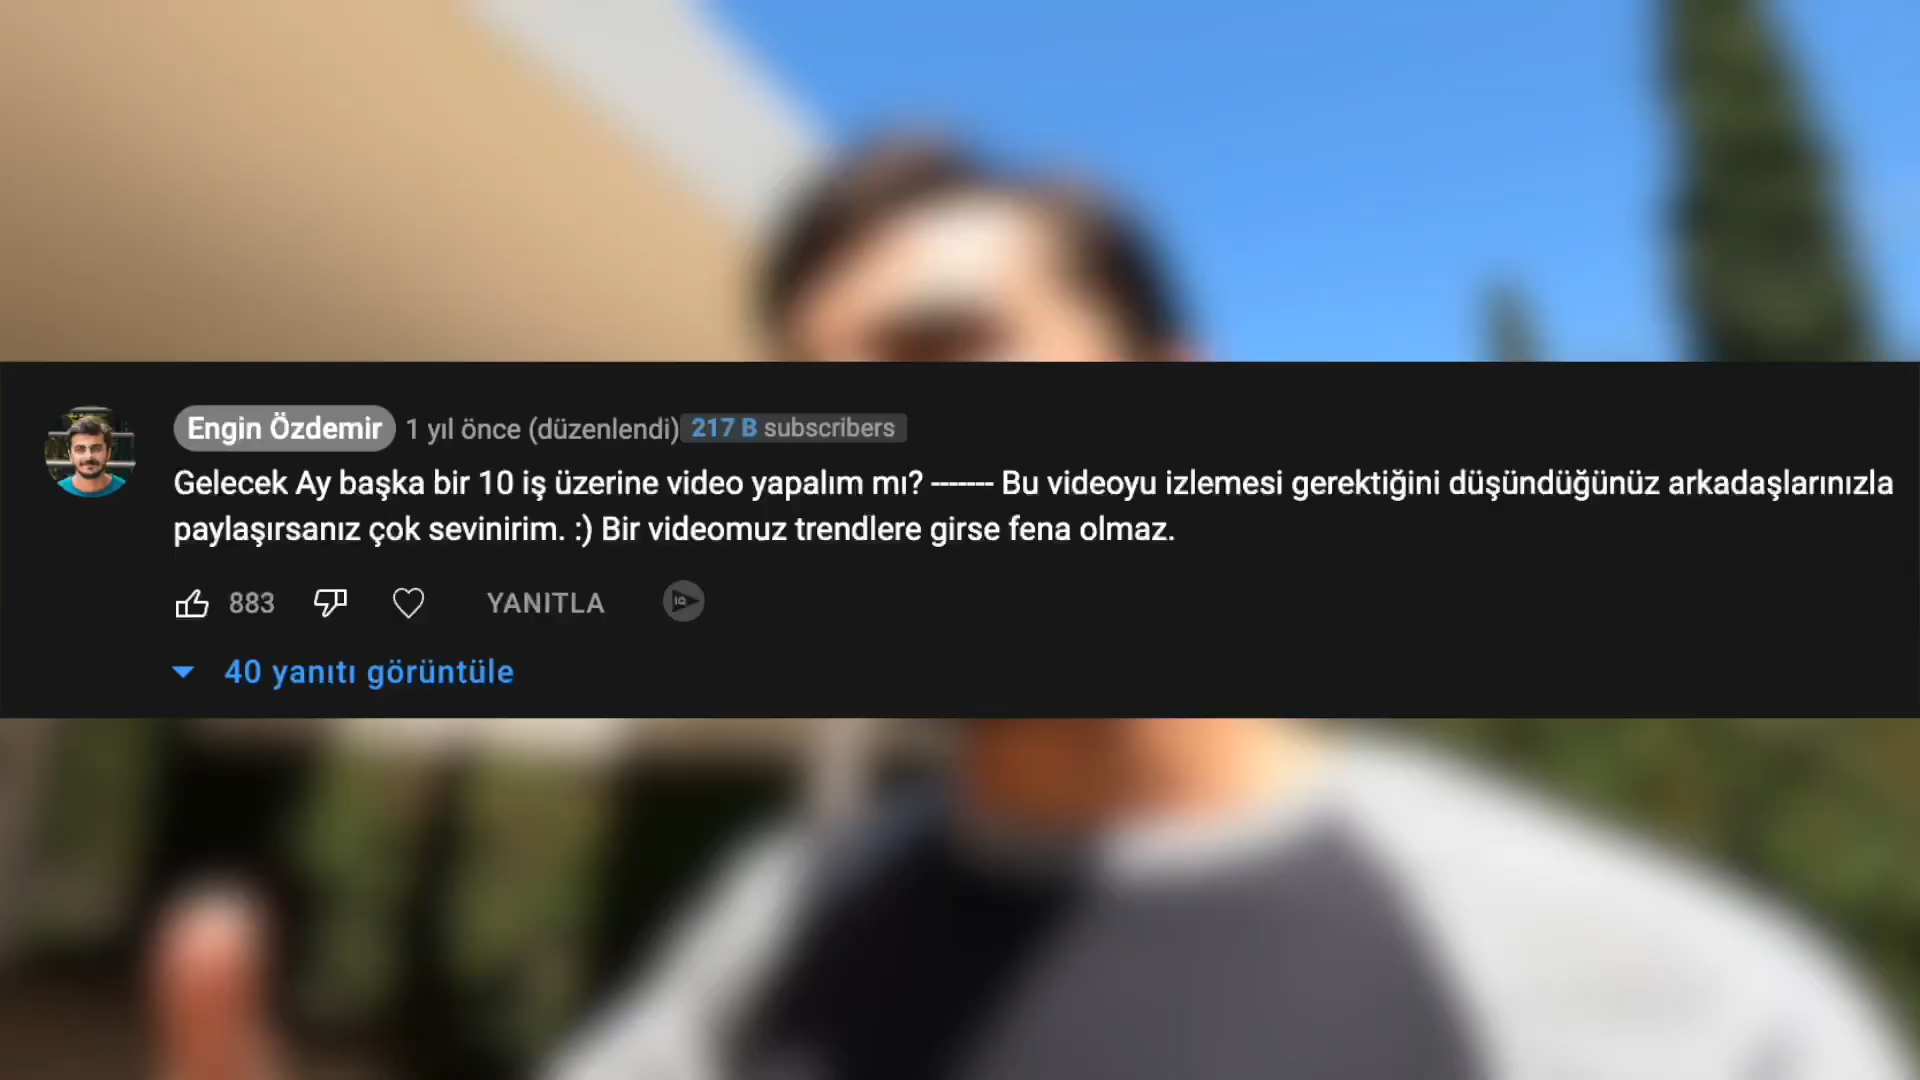 Engin Özdemir 1 yıl önce (düzenlendi) 217 B subscribers
Gelecek Ay başka bir 10 iş üzerine video yapalım mı? ------- Bu videoyu izlemesi gerektiğini düşündüğünüz arkadaşlarınızla
paylaşırsanız çok sevinirim. :) Bir videomuz trendlere girse fena olmaz.
883 YANITLA IQ
40 yanıtı görüntüle